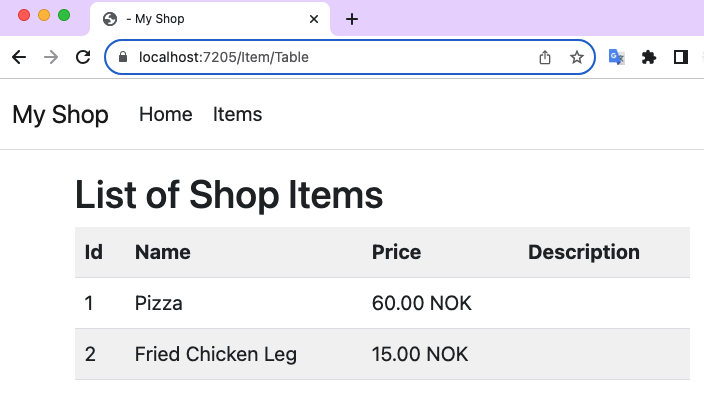 - My Shop
localhost:7205/Item/Table
My Shop Home Items
List of Shop Items
Id Name Price Description
1 Pizza 60.00 NOK
2 Fried Chicken Leg 15.00 NOK